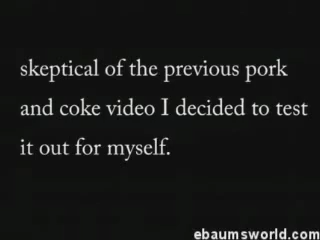 skeptical of the previous pork
and coke video I decided to test
it out for myself.
ebaumsworld.com